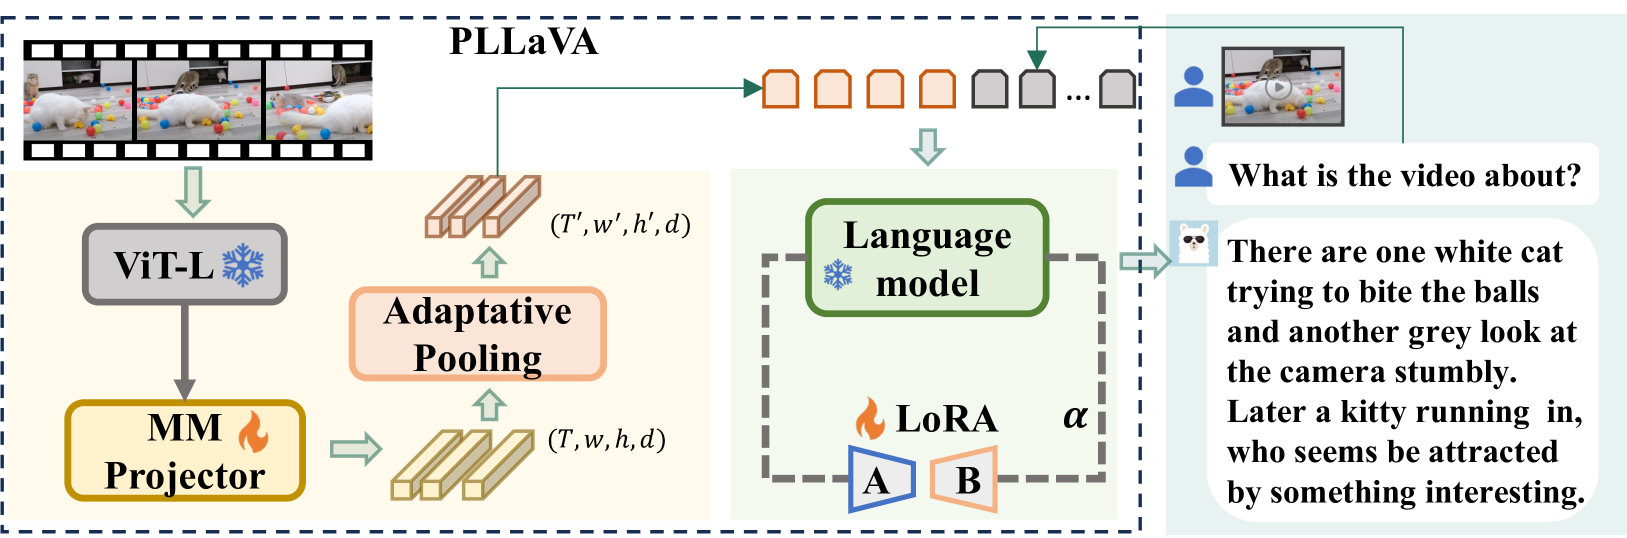 PLLaVA
ViT-L
MM
Projector
(T, w, h, d)
Adaptative
Pooling
(T′, w′, h′, d)
...
Language
model
LoRA
α
A
B
What is the video about?
There are one white cat
trying to bite the balls
and another grey look at
the camera stumbly.
Later a kitty running in,
who seems be attracted
by something interesting.